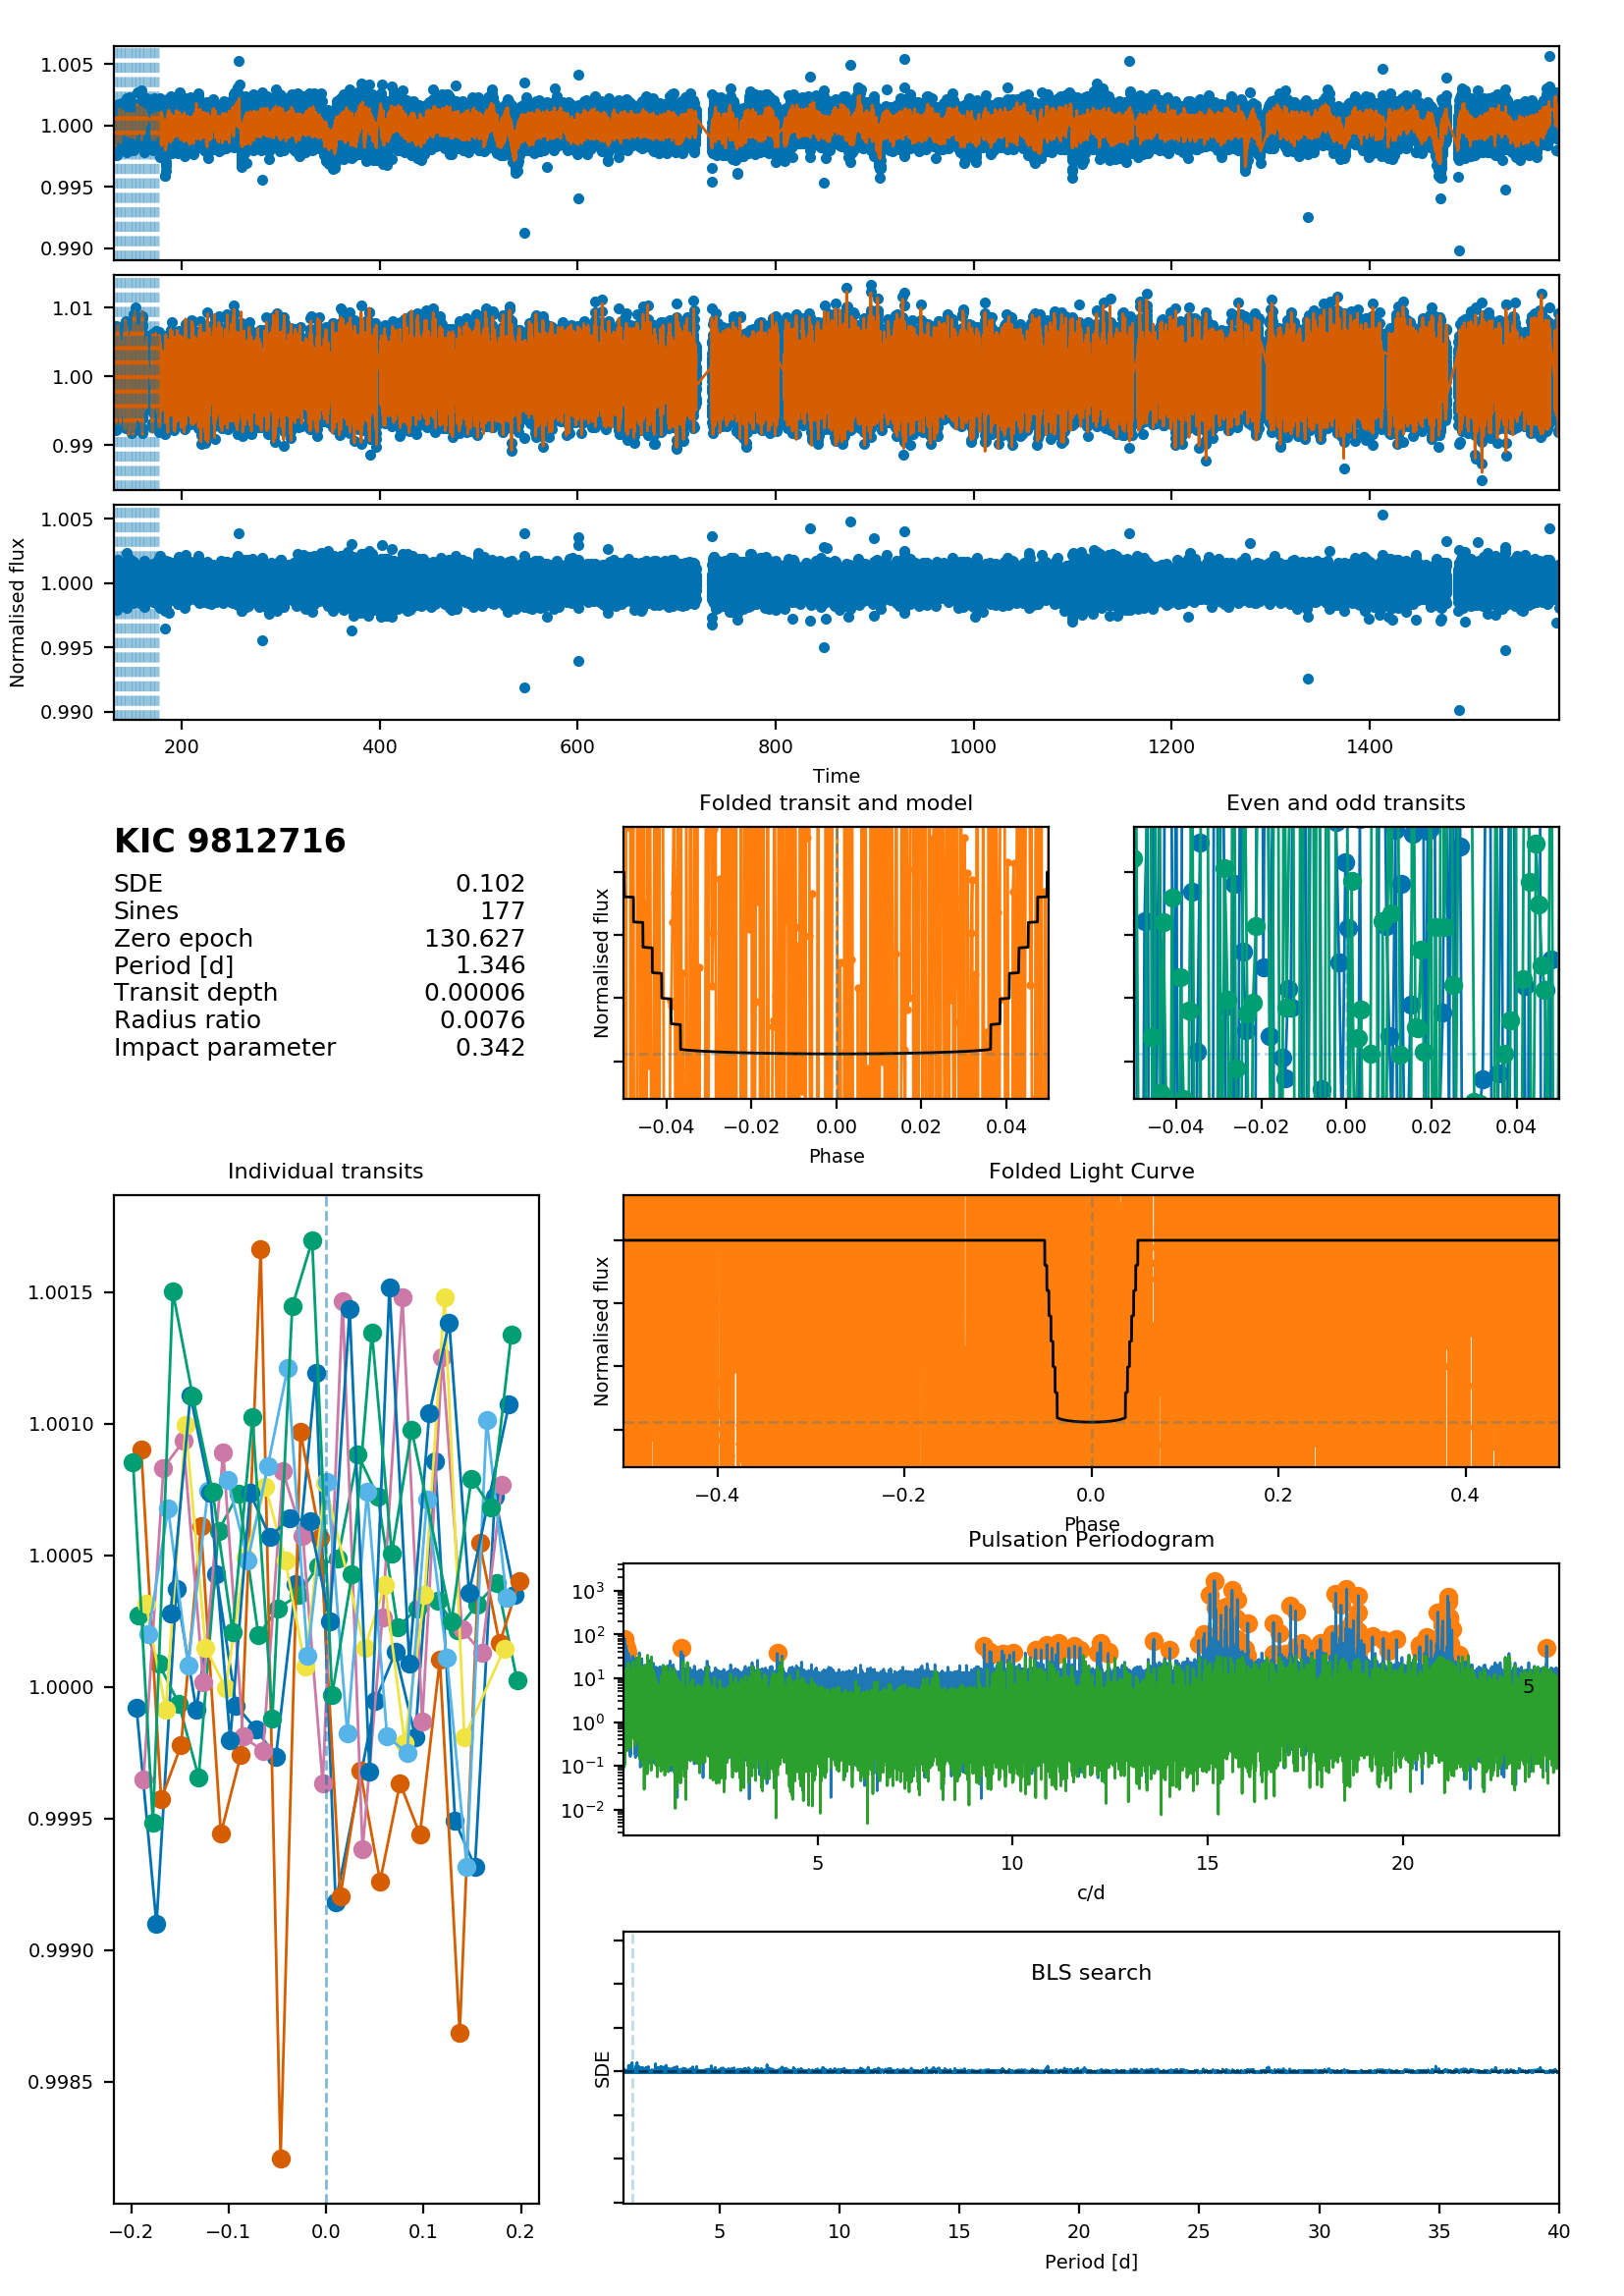 1.005
1.000
0.995
0.990
1.01
1.00
0.99
1.005
1.000
0.995
0.990
Normalised flux
200 400 600 800 1000 1200 1400
Time
KIC 9812716
SDE 0.102
Sines 177
Zero epoch 130.627
Period [d] 1.346
Transit depth 0.00006
Radius ratio 0.0076
Impact parameter 0.342
Folded transit and model
Normalised flux
−0.04 −0.02 0.00 0.02 0.04
Phase
Even and odd transits
−0.04 −0.02 0.00 0.02 0.04
Individual transits
1.0015
1.0010
1.0005
1.0000
0.9995
0.9990
0.9985
−0.2 −0.1 0.0 0.1 0.2
Folded Light Curve
Normalised flux
−0.4 −0.2 0.0 0.2 0.4
Phase
Pulsation Periodogram
10³
10²
10¹
10⁰
10⁻¹
10⁻²
5
5 10 15 20
c/d
BLS search
SDE
5 10 15 20 25 30 35 40
Period [d]